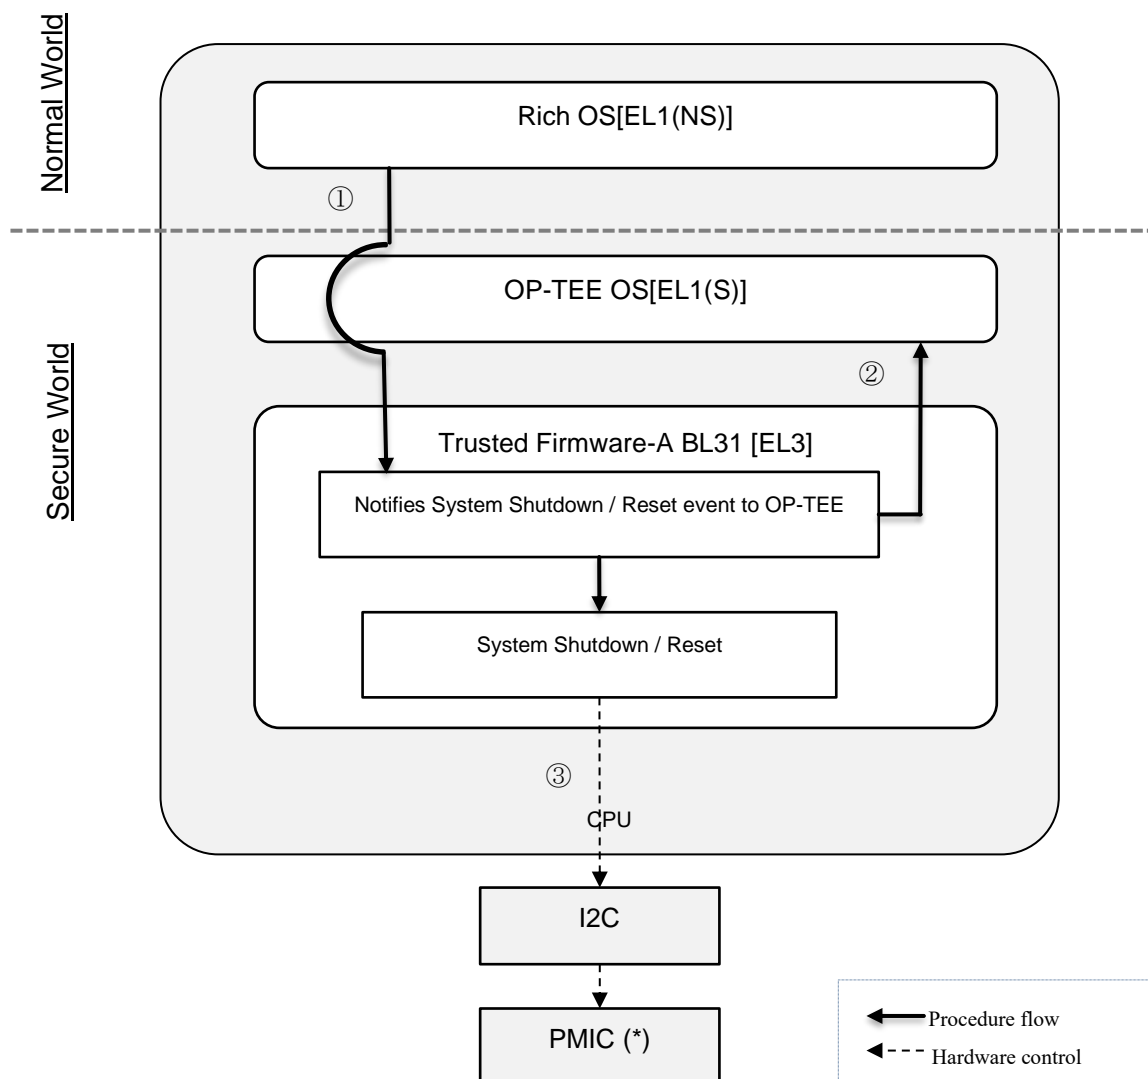 Normal World
Rich OS[EL1(NS)]
①
OP-TEE OS[EL1(S)]
②
Secure World
Trusted Firmware-A BL31 [EL3]
Notifies System Shutdown / Reset event to OP-TEE
System Shutdown / Reset
③
CPU
I2C
PMIC (*)
Procedure flow
Hardware control